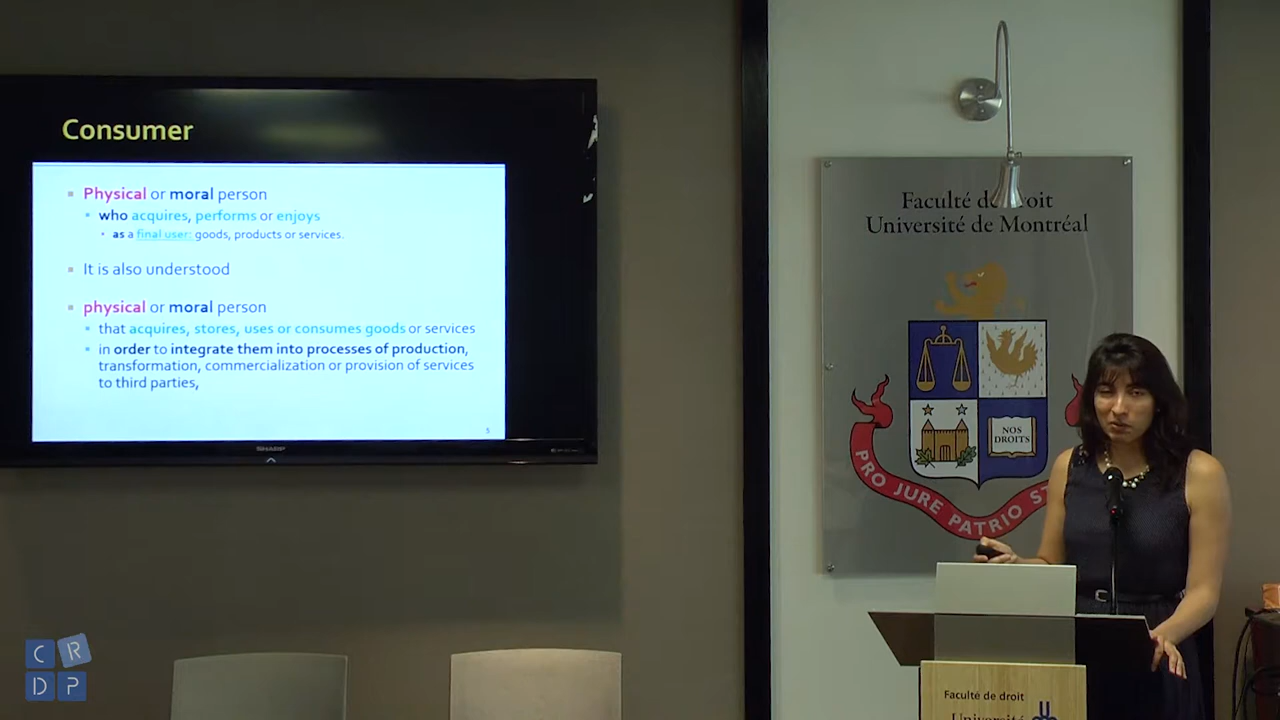 Consumer
Physical or moral person
who acquires, performs or enjoys
as a final user: goods, products or services.
It is also understood
physical or moral person
that acquires, stores, uses or consumes goods or services
in order to integrate them into processes of production,
transformation, commercialization or provision of services
to third parties,
5
SHARP
Faculté de droit
Université de Montréal
NOS
DROITS
PRO JURE PATRIO ST
Faculté de droit
Université
C R
D P